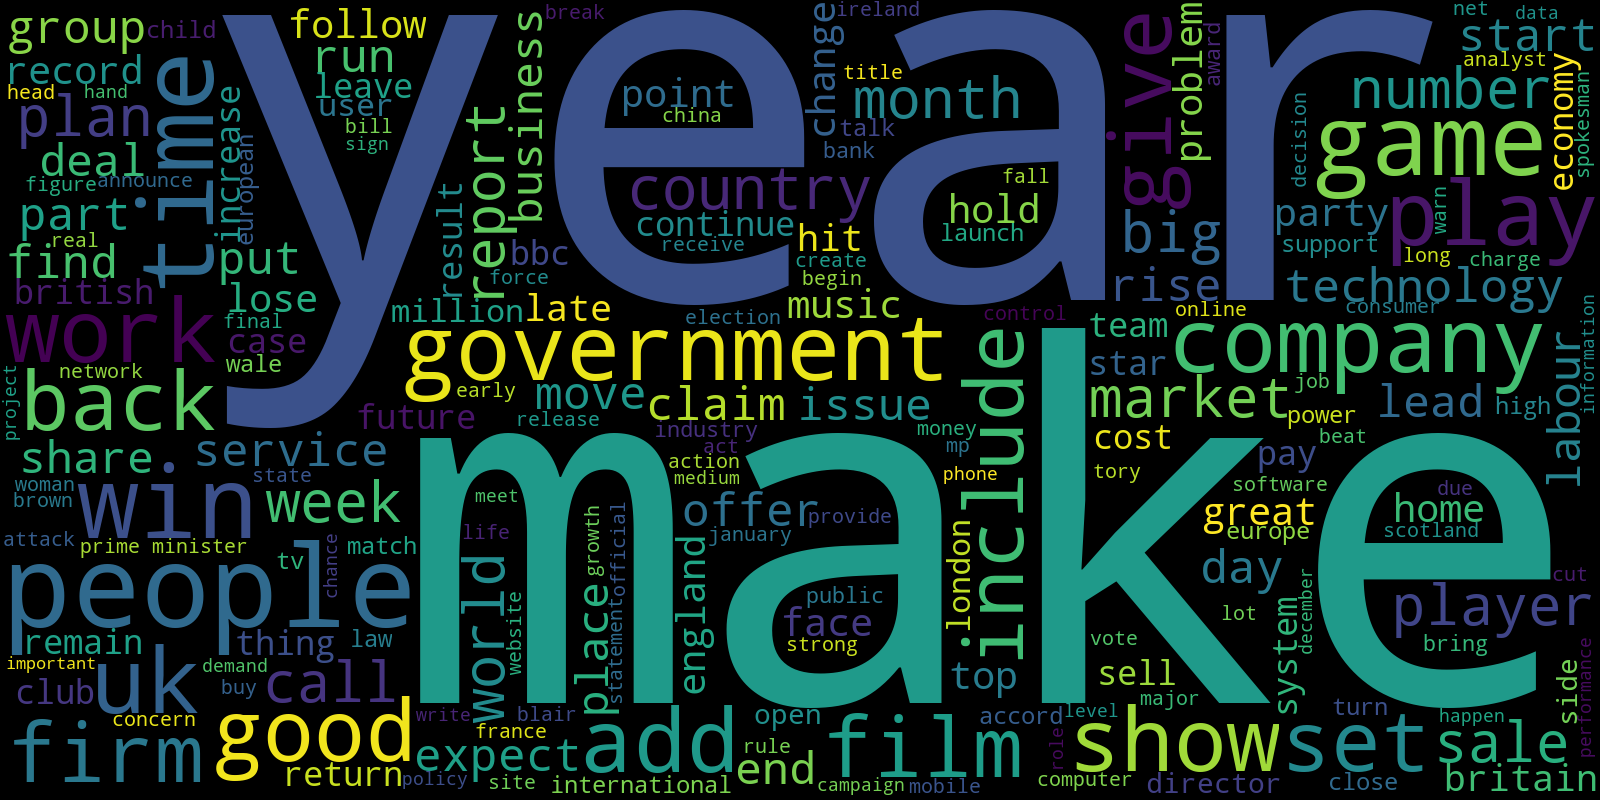 year
make
group
child
follow
break
ireland
net
data
record
run
time
leave
user
head
hand
plan
bill
sign
deal
figure
announce
increase
european
part
real
find
put
british
lose
final
work
case
wale
network
back
project
report
business
result
bbc
force
million
late
point
china
country
continue
receive
change
title
month
talk
bank
fall
hold
launch
hit
create
begin
music
election
control
give
award
problem
start
analyst
number
economy
spokesman
game
decision
play
big
party
support
warn
long
charge
rise
technology
consumer
online
government
early
move
claim
issue
future
release
include
team
star
company
market
job
power
lead
high
labour
information
industry
act
action
medium
money
mp
phone
cost
beat
tory
pay
software
share
service
state
woman
brown
win
week
attack
prime minister
tv
match
chance
people
meet
life
growth
official
statement
offer
provide
january
england
public
face
strong
london
great
europe
home
due
scotland
day
lot
december
system
cut
player
bring
performance
vote
sell
major
remain
thing
law
important
demand
buy
club
uk
call
world
website
place
top
side
concern
firm
good
return
write
blair
france
expect
policy
site
add
international
open
rule
end
film
campaign
mobile
accord
level
role
computer
show
director
set
turn
close
happen
sale
britain